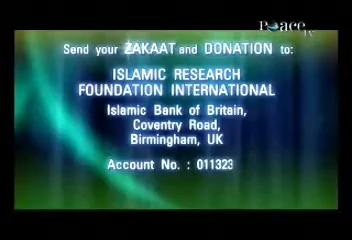 Peace TV
Send your ZAKAAT and DONATION to:
ISLAMIC RESEARCH
FOUNDATION INTERNATIONAL
Islamic Bank of Britain,
Coventry Road,
Birmingham, UK
Account No. : 011323